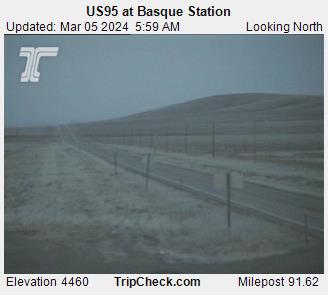 US95 at Basque Station
Updated: Mar 05 2024 5:59 AM Looking North
Elevation 4460 TripCheck.com Milepost 91.62